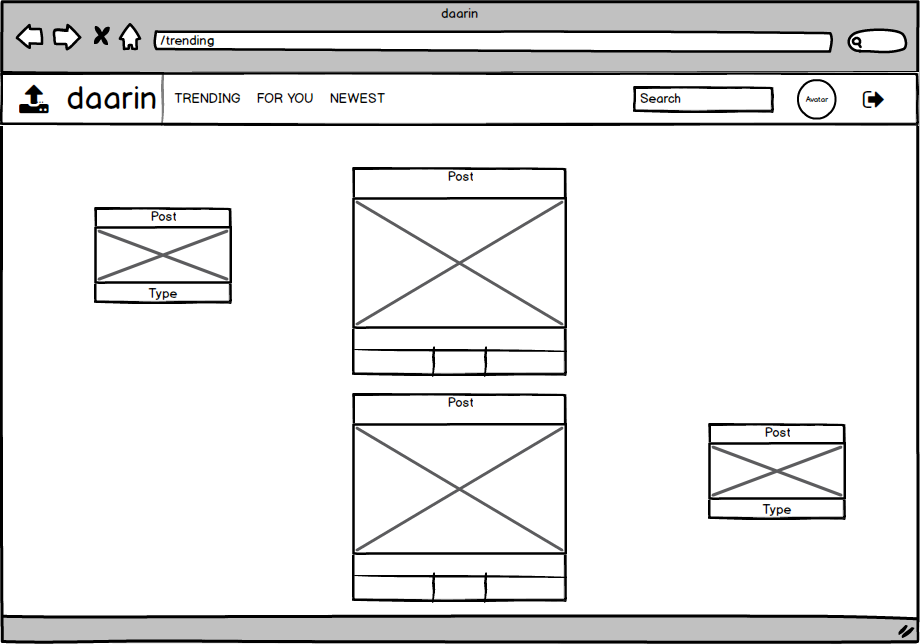 daarin
/trending
daarin
TRENDING FOR YOU NEWEST
Search
Avatar
Post
Type
Post
Post
Post
Type